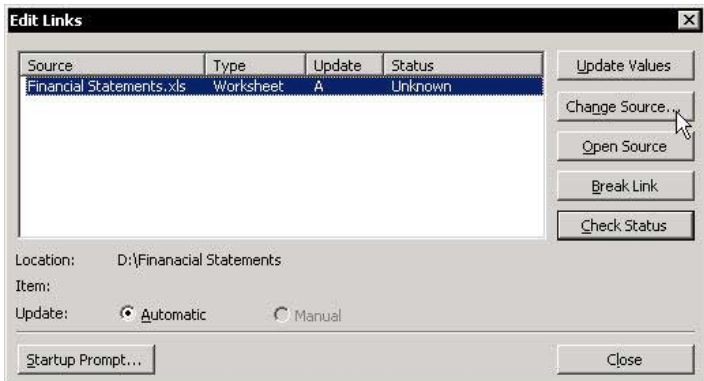 Edit Links
Source Type Update Status
Financial Statements.xls Worksheet A Unknown
Update Values
Change Source...
Open Source
Break Link
Check Status
Location: D:\Finanacial Statements
Item:
Update: Automatic Manual
Startup Prompt... Close